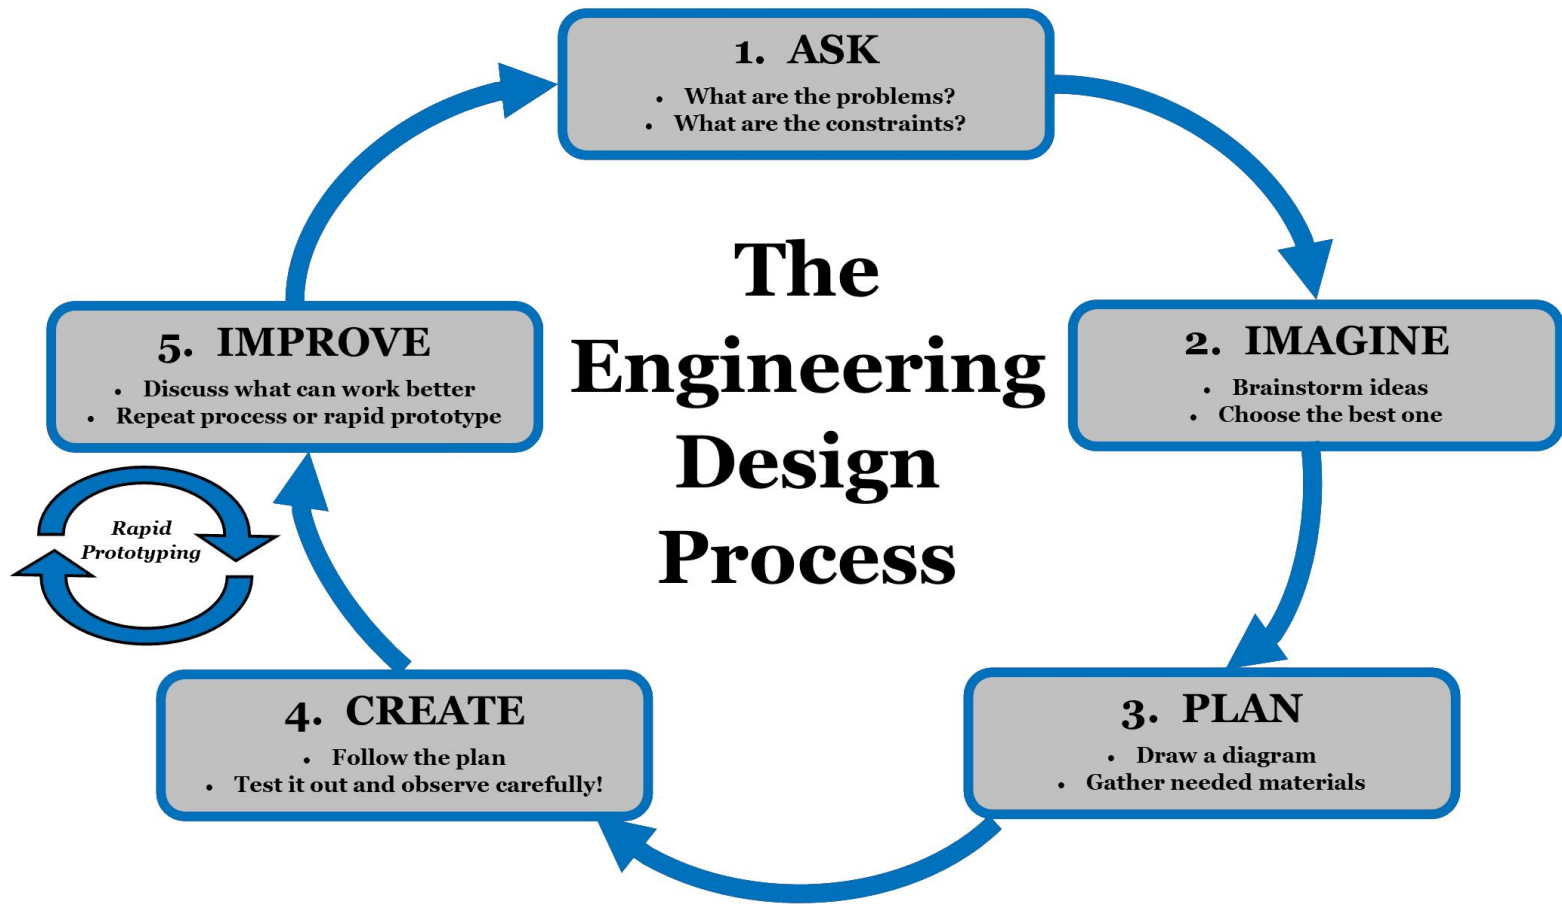 1. ASK
• What are the problems?
• What are the constraints?
The
Engineering
Design
Process
2. IMAGINE
• Brainstorm ideas
• Choose the best one
3. PLAN
• Draw a diagram
• Gather needed materials
4. CREATE
• Follow the plan
• Test it out and observe carefully!
5. IMPROVE
• Discuss what can work better
• Repeat process or rapid prototype
Rapid
Prototyping